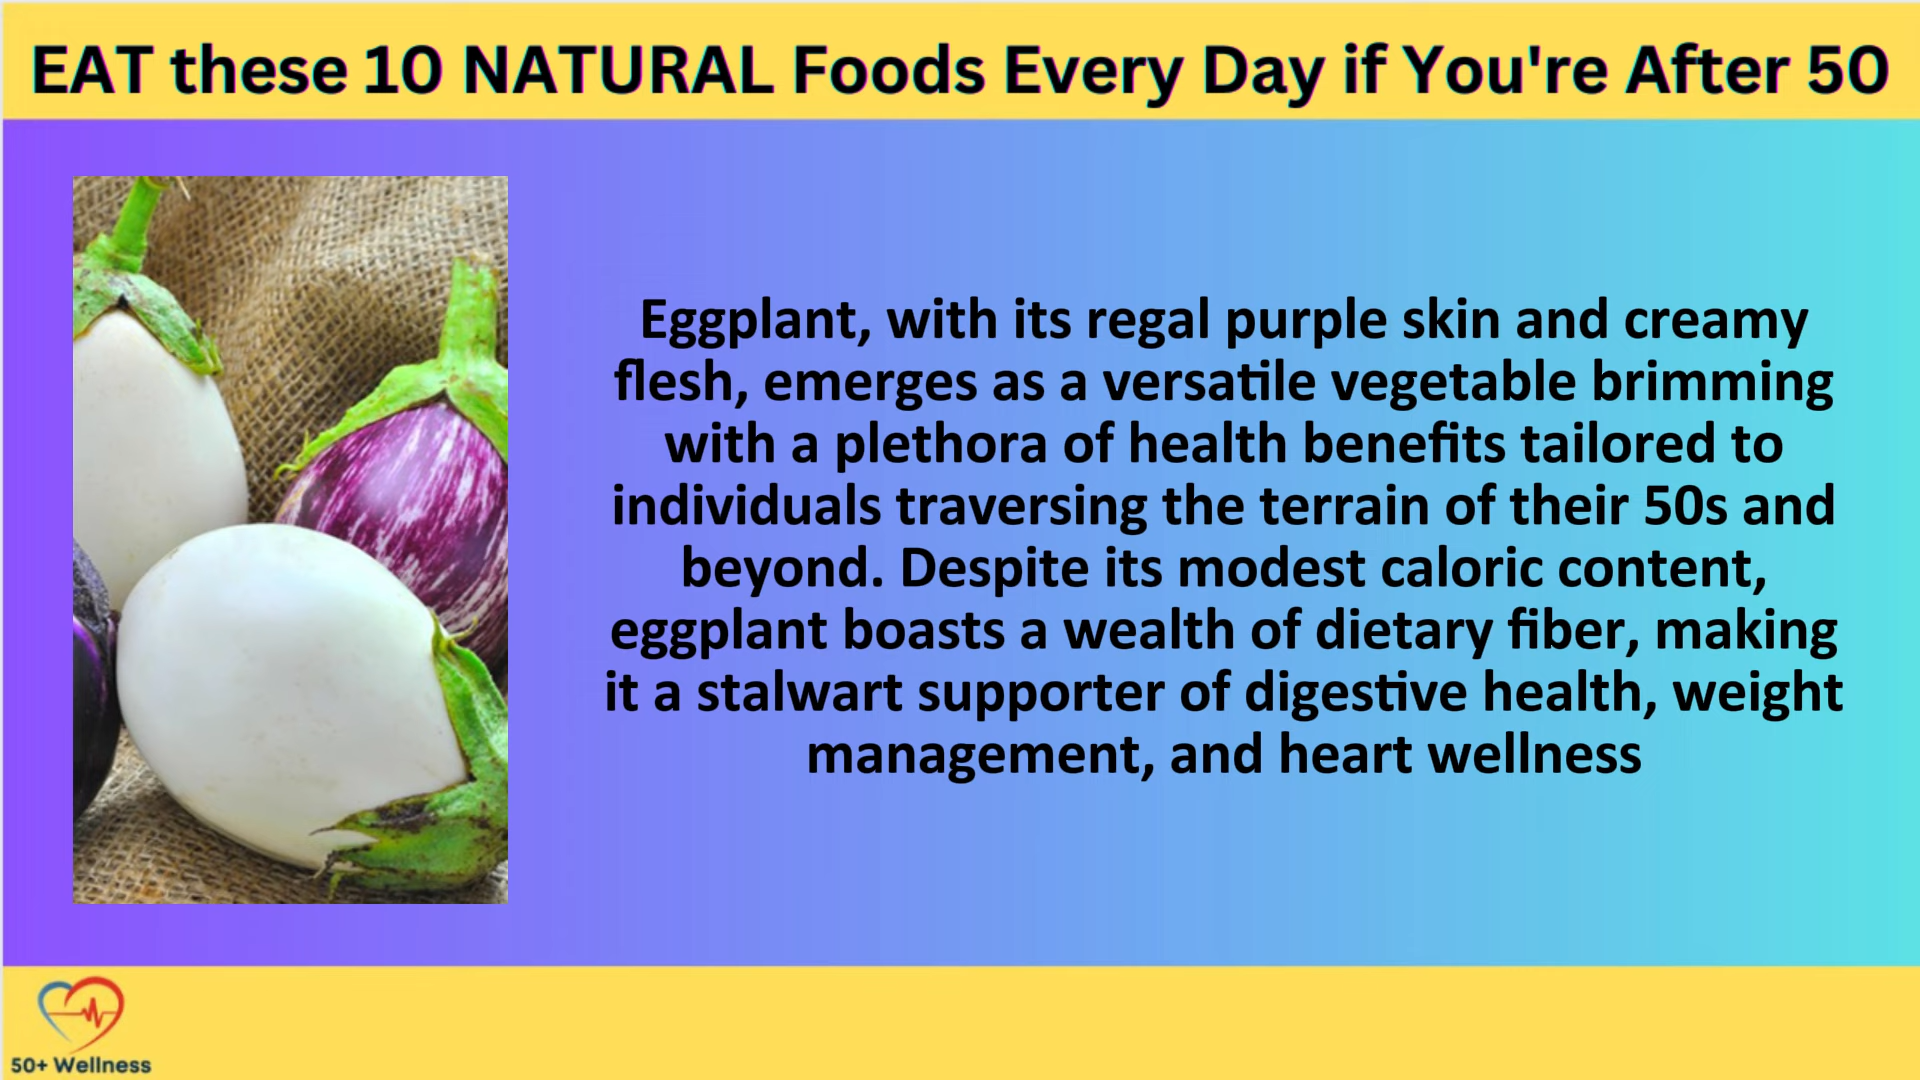 EAT these 10 NATURAL Foods Every Day if You're After 50
Eggplant, with its regal purple skin and creamy
flesh, emerges as a versatile vegetable brimming
with a plethora of health benefits tailored to
individuals traversing the terrain of their 50s and
beyond. Despite its modest caloric content,
eggplant boasts a wealth of dietary fiber, making
it a stalwart supporter of digestive health, weight
management, and heart wellness
50+ Wellness